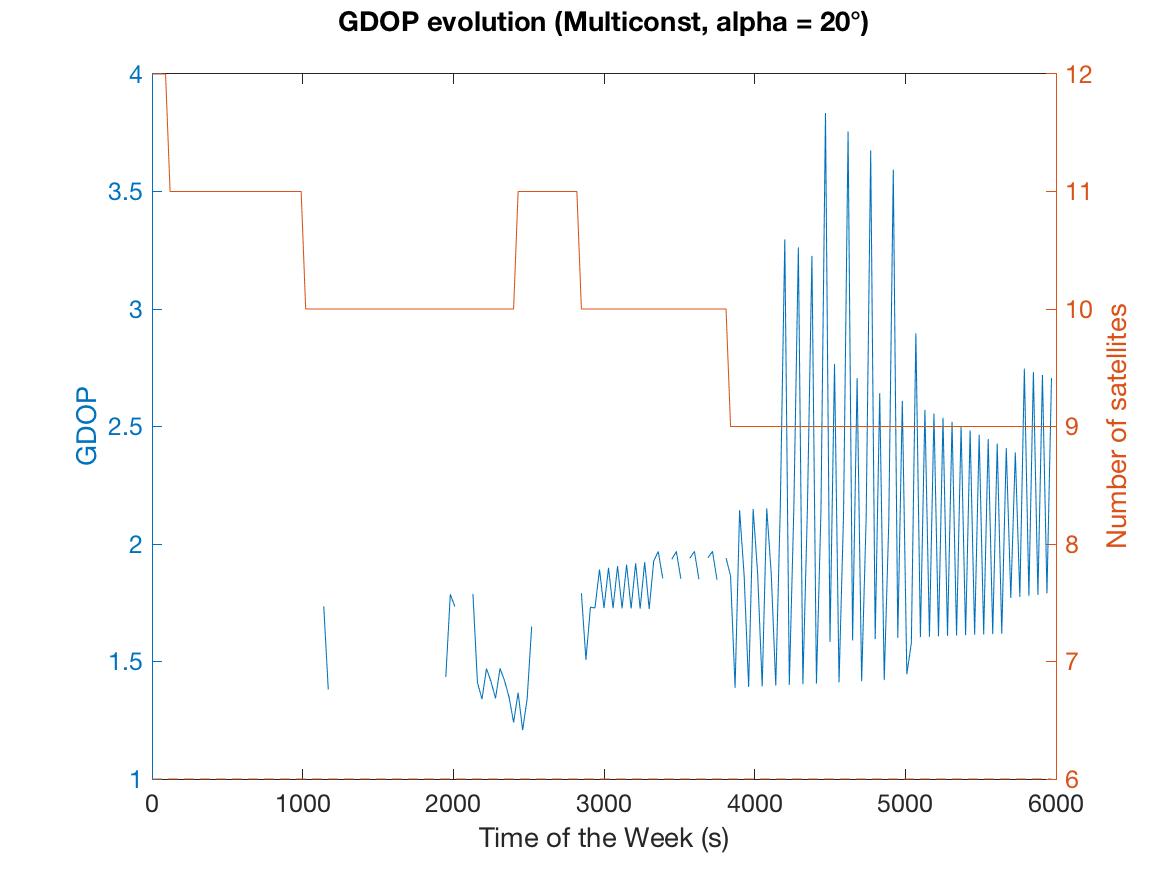 GDOP evolution (Multiconst, alpha = 20°)
4
3.5
3
2.5
2
1.5
1
GDOP
12
11
10
9
8
7
6
Number of satellites
0 1000 2000 3000 4000 5000 6000
Time of the Week (s)